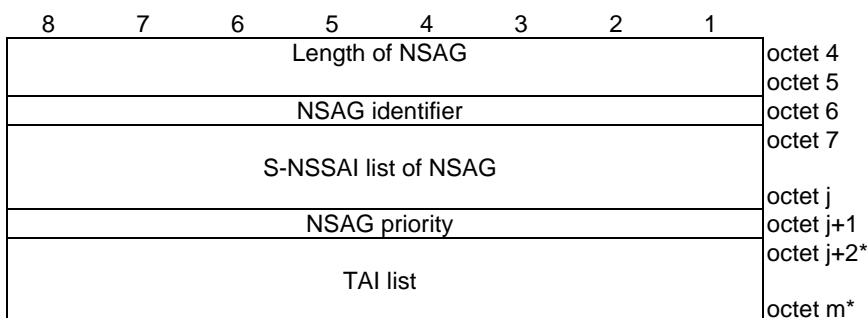 8 7 6 5 4 3 2 1
Length of NSAG octet 4
octet 5
NSAG identifier octet 6
octet 7
S-NSSAI list of NSAG
octet j
NSAG priority octet j+1
octet j+2*
TAI list
octet m*